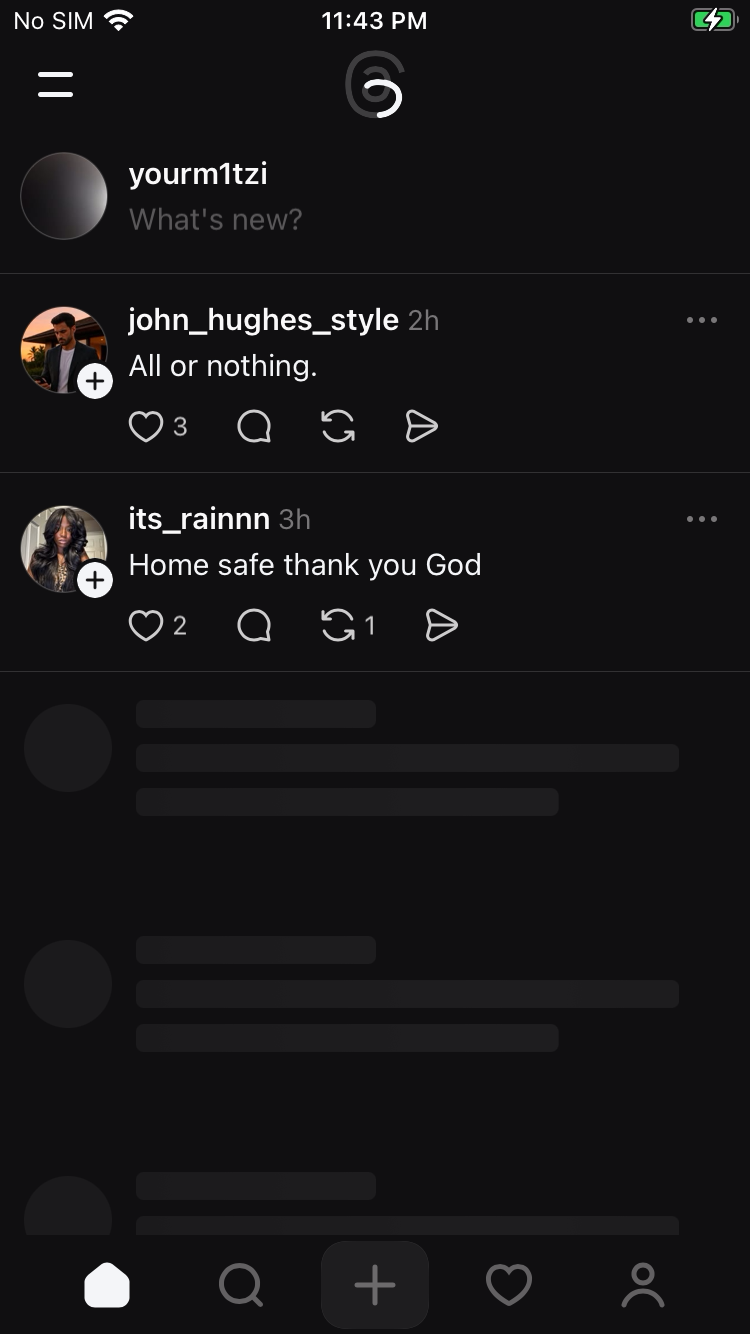 No SIM 11:43 PM
yourm1tzi
What's new?
john_hughes_style 2h
All or nothing.
3
its_rainnn 3h
Home safe thank you God
2 1